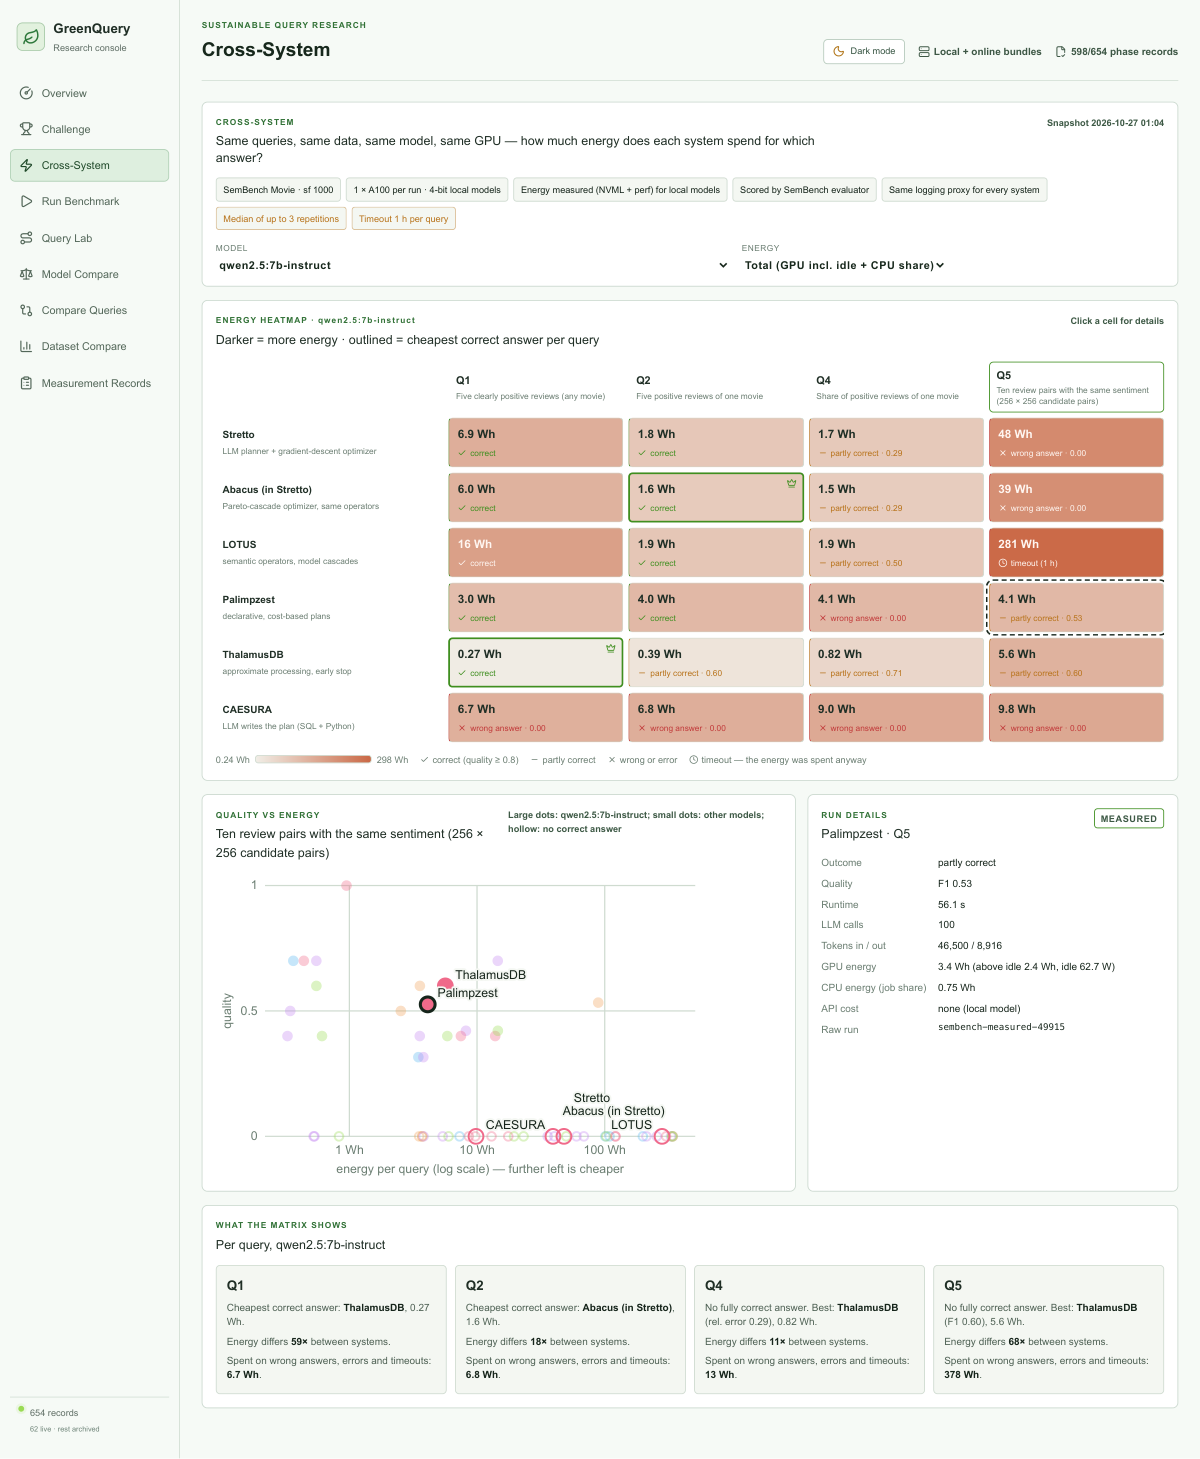 GreenQuery
Research console
Overview
Challenge
Cross-System
Run Benchmark
Query Lab
Model Compare
Compare Queries
Dataset Compare
Measurement Records
654 records
62 live · rest archived
SUSTAINABLE QUERY RESEARCH
Cross-System
Dark mode
Local + online bundles
598/654 phase records
CROSS-SYSTEM
Snapshot 2026-10-27 01:04
Same queries, same data, same model, same GPU — how much energy does each system spend for which
answer?
SemBench Movie · sf 1000
1 × A100 per run · 4-bit local models
Energy measured (NVML + perf) for local models
Scored by SemBench evaluator
Same logging proxy for every system
Median of up to 3 repetitions
Timeout 1 h per query
MODEL
qwen2.5:7b-instruct
ENERGY
Total (GPU incl. idle + CPU share)
ENERGY HEATMAP · qwen2.5:7b-instruct
Click a cell for details
Darker = more energy · outlined = cheapest correct answer per query
Q1
Five clearly positive reviews (any movie)
Q2
Five positive reviews of one movie
Q4
Share of positive reviews of one movie
Q5
Ten review pairs with the same sentiment
(256 × 256 candidate pairs)
Stretto
LLM planner + gradient-descent optimizer
6.9 Wh
correct
1.8 Wh
correct
1.7 Wh
partly correct · 0.29
48 Wh
wrong answer · 0.00
Abacus (in Stretto)
Pareto-cascade optimizer, same operators
6.0 Wh
correct
1.6 Wh
correct
1.5 Wh
partly correct · 0.29
39 Wh
wrong answer · 0.00
LOTUS
semantic operators, model cascades
16 Wh
correct
1.9 Wh
correct
1.9 Wh
partly correct · 0.50
281 Wh
timeout (1 h)
Palimpzest
declarative, cost-based plans
3.0 Wh
correct
4.0 Wh
correct
4.1 Wh
wrong answer · 0.00
4.1 Wh
partly correct · 0.53
ThalamusDB
approximate processing, early stop
0.27 Wh
correct
0.39 Wh
partly correct · 0.60
0.82 Wh
partly correct · 0.71
5.6 Wh
partly correct · 0.60
CAESURA
LLM writes the plan (SQL + Python)
6.7 Wh
wrong answer · 0.00
6.8 Wh
wrong answer · 0.00
9.0 Wh
wrong answer · 0.00
9.8 Wh
wrong answer · 0.00
0.24 Wh
298 Wh
correct (quality ≥ 0.8)
partly correct
wrong or error
timeout — the energy was spent anyway
QUALITY VS ENERGY
Ten review pairs with the same sentiment (256 ×
256 candidate pairs)
Large dots: qwen2.5:7b-instruct; small dots: other models;
hollow: no correct answer
1
0.5
0
quality
ThalamusDB
Palimpzest
Stretto
Abacus (in Stretto)
CAESURA
LOTUS
1 Wh
10 Wh
100 Wh
energy per query (log scale) — further left is cheaper
RUN DETAILS
MEASURED
Palimpzest · Q5
Outcome
partly correct
Quality
F1 0.53
Runtime
56.1 s
LLM calls
100
Tokens in / out
46,500 / 8,916
GPU energy
3.4 Wh (above idle 2.4 Wh, idle 62.7 W)
CPU energy (job share)
0.75 Wh
API cost
none (local model)
Raw run
sembench-measured-49915
WHAT THE MATRIX SHOWS
Per query, qwen2.5:7b-instruct
Q1
Cheapest correct answer: ThalamusDB, 0.27
Wh.
Energy differs 59× between systems.
Spent on wrong answers, errors and timeouts:
6.7 Wh.
Q2
Cheapest correct answer: Abacus (in Stretto),
1.6 Wh.
Energy differs 18× between systems.
Spent on wrong answers, errors and timeouts:
6.8 Wh.
Q4
No fully correct answer. Best: ThalamusDB
(rel. error 0.29), 0.82 Wh.
Energy differs 11× between systems.
Spent on wrong answers, errors and timeouts:
13 Wh.
Q5
No fully correct answer. Best: ThalamusDB
(F1 0.60), 5.6 Wh.
Energy differs 68× between systems.
Spent on wrong answers, errors and timeouts:
378 Wh.